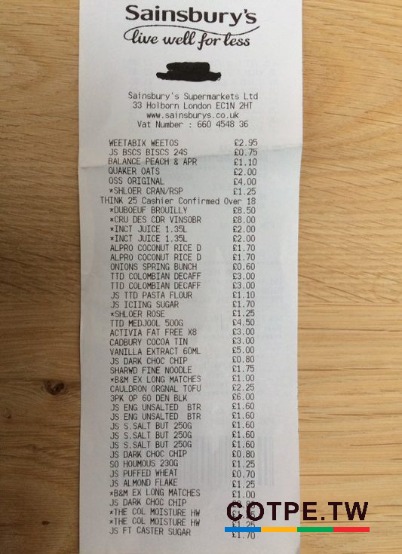 Sainsbury's
live well for less
Sainsbury's Supermarkets Ltd
33 Holborn London EC1N 2HT
www.sainsburys.co.uk
Vat Number : 660 4548 36
WEETABIX WEETOS £2.95
JS BSCS BISCS 24S £0.75
BALANCE PEACH & APR £1.10
QUAKER OATS £2.00
OSS ORIGINAL £4.00
*SHLOER CRAN/RSP £1.25
THINK 25 Cashier Confirmed Over 18
*DUBOEUF BROUILLY £8.50
*CRU DES CDR VINSOBR £8.00
*INCT JUICE 1.35L £2.00
*INCT JUICE 1.35L £2.00
ALPRO COCONUT RICE D £1.70
ALPRO COCONUT RICE D £1.70
ONIONS SPRING BUNCH £0.60
TTD COLOMBIAN DECAFF £3.00
TTD COLOMBIAN DECAFF £3.00
JS TTD PASTA FLOUR £1.10
JS ICIING SUGAR £1.70
*SHLOER ROSE £1.25
TTD MEDJOOL 500G £4.50
ACTIVIA FAT FREE X8 £3.00
CADBURY COCOA TIN £3.00
VANILLA EXTRACT 60ML £5.00
JS DARK CHOC CHIP £0.80
SHARWD FINE NOODLE £1.75
*B&M EX LONG MATCHES £1.00
CAULDRON ORGNAL TOFU £2.25
3PK OP 60 DEN BLK £6.00
JS ENG UNSALTED BTR £1.60
JS ENG UNSALTED BTR £1.60
JS S.SALT BUT 250G £1.60
JS S.SALT BUT 250G £1.60
JS S.SALT BUT 250G £1.60
JS DARK CHOC CHIP £0.80
SO HOUMOUS 230G £1.25
JS PUFFED WHEAT £0.70
JS ALMOND FLAKE £1.25
*B&M EX LONG MATCHES £1.00
JS DARK CHOC CHIP
*THE COL MOISTURE HW
*THE COL MOISTURE HW £1.25
JS FT CASTER SUGAR £1.70
COTPE.TW